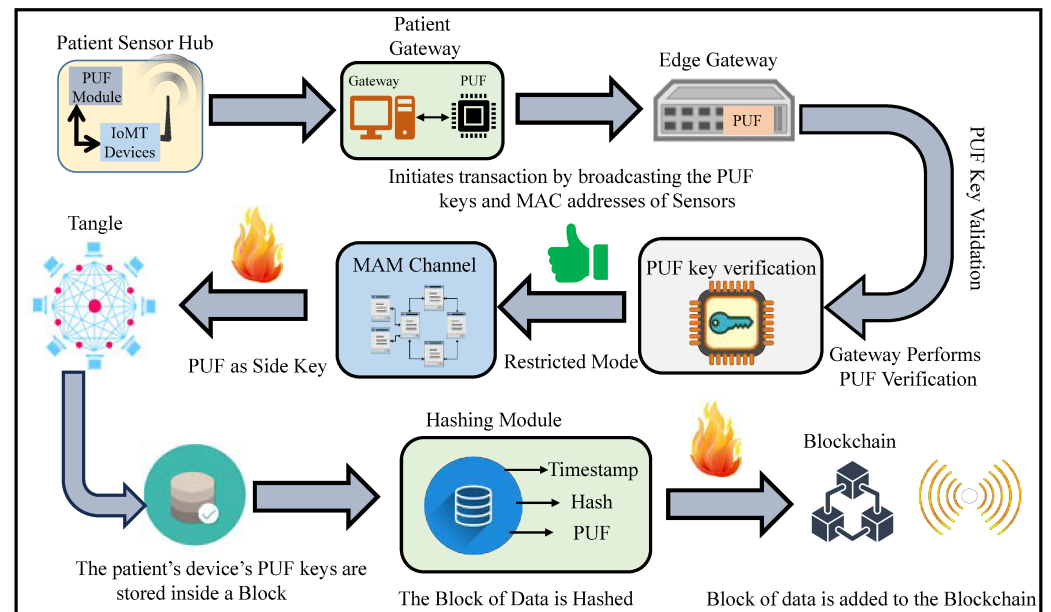 Patient Sensor Hub
PUF
Module
IoMT
Devices
Patient
Gateway
Gateway
PUF
Edge Gateway
PUF
Initiates transaction by broadcasting the PUF
keys and MAC addresses of Sensors
PUF Key Validation
Tangle
PUF as Side Key
MAM Channel
Restricted Mode
PUF key verification
Gateway Performs
PUF Verification
The patient's device's PUF keys are
stored inside a Block
Hashing Module
Timestamp
Hash
PUF
The Block of Data is Hashed
Blockchain
Block of data is added to the Blockchain